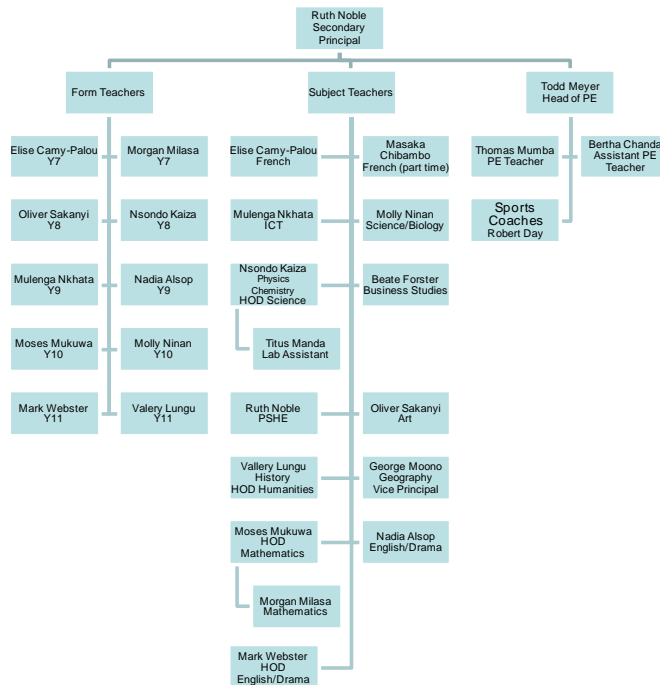 Ruth Noble
Secondary
Principal
Form Teachers
Subject Teachers
Todd Meyer
Head of PE
Elise Camy-Palou
Y7
Morgan Milasa
Y7
Elise Camy-Palou
French
Masaka
Chibambo
French (part time)
Thomas Mumba
PE Teacher
Bertha Chanda
Assistant PE
Teacher
Oliver Sakanyi
Y8
Nsondo Kaiza
Y8
Mulenga Nkhata
ICT
Molly Ninan
Science/Biology
Sports
Coaches
Robert Day
Mulenga Nkhata
Y9
Nadia Alsop
Y9
Nsondo Kaiza
Physics
Chemistry
HOD Science
Beate Forster
Business Studies
Moses Mukuwa
Y10
Molly Ninan
Y10
Titus Manda
Lab Assistant
Mark Webster
Y11
Valery Lungu
Y11
Ruth Noble
PSHE
Oliver Sakanyi
Art
Vallery Lungu
History
HOD Humanities
George Moono
Geography
Vice Principal
Moses Mukuwa
HOD
Mathematics
Nadia Alsop
English/Drama
Morgan Milasa
Mathematics
Mark Webster
HOD
English/Drama